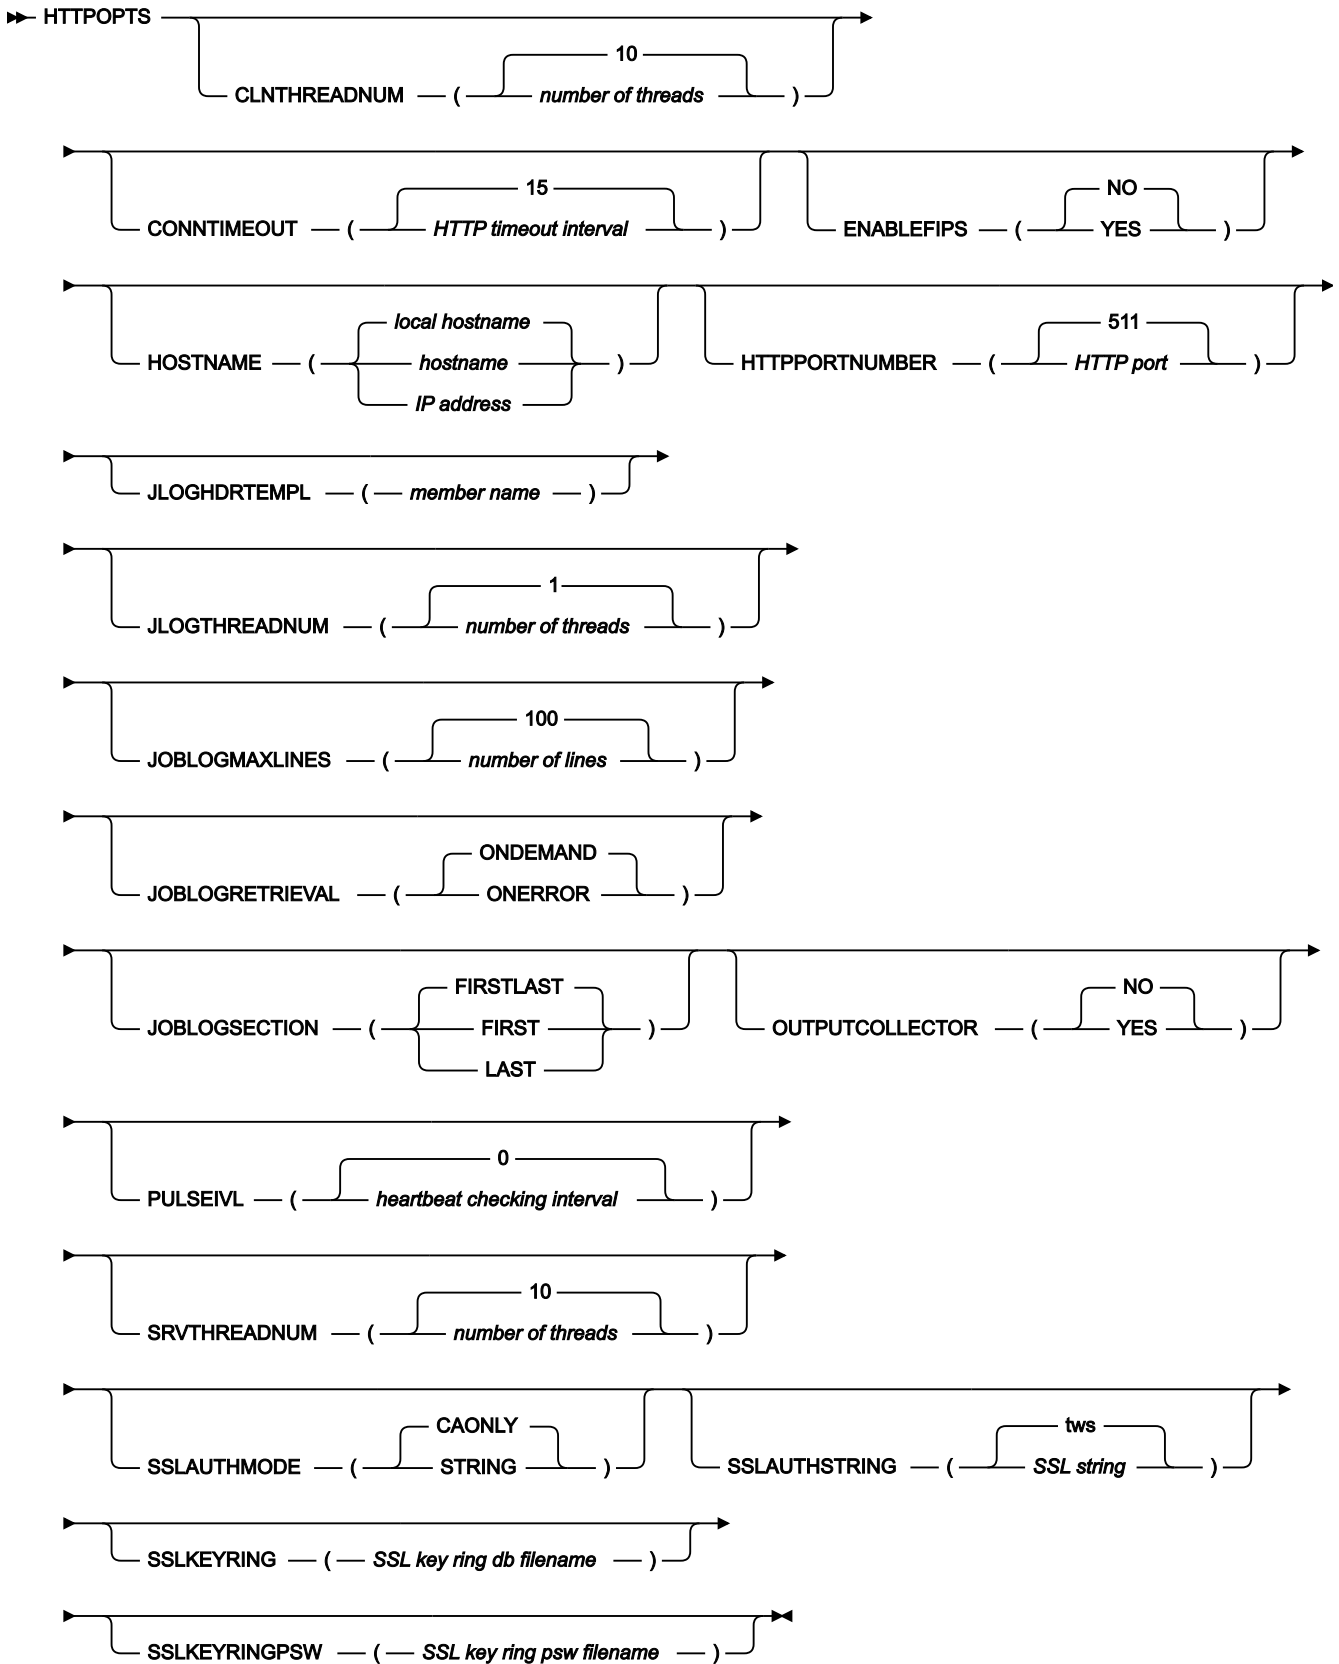 HTTPOPTS
10
CLNTHREADNUM ( number of threads )
15 NO
CONNTIMEOUT ( HTTP timeout interval ) ENABLEFIPS ( YES )
local hostname 511
HOSTNAME ( hostname ) HTTPPORTNUMBER ( HTTP port )
IP address
JLOGHDRTEMPL ( member name )
1
JLOGTHREADNUM ( number of threads )
100
JOBLOGMAXLINES ( number of lines )
ONDEMAND
JOBLOGRETRIEVAL ( ONERROR )
FIRSTLAST NO
JOBLOGSECTION ( FIRST ) OUTPUTCOLLECTOR ( YES )
LAST
0
PULSEIVL ( heartbeat checking interval )
10
SRVTHREADNUM ( number of threads )
CAONLY tws
SSLAUTHMODE ( STRING ) SSLAUTHSTRING ( SSL string )
SSLKEYRING ( SSL key ring db filename )
SSLKEYRINGPSW ( SSL key ring psw filename )